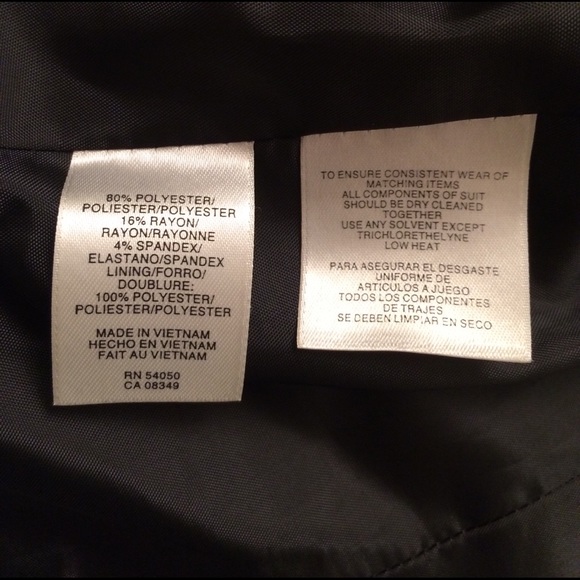 80% POLYESTER/
POLIESTER/POLYESTER
16% RAYON/
RAYON/RAYONNE
4% SPANDEX/
ELASTANO/SPANDEX
LINING/FORRO/
DOUBLURE:
100% POLYESTER/
POLIESTER/POLYESTER
MADE IN VIETNAM
HECHO EN VIETNAM
FAIT AU VIETNAM
RN 54050
CA 08349
TO ENSURE CONSISTENT WEAR OF
MATCHING ITEMS
ALL COMPONENTS OF SUIT
SHOULD BE DRY CLEANED
TOGETHER
USE ANY SOLVENT EXCEPT
TRICHLORETHELYNE
LOW HEAT
PARA ASEGURAR EL DESGASTE
UNIFORME DE
ARTICULOS A JUEGO
TODOS LOS COMPONENTES
DE TRAJES
SE DEBEN LIMPIAR EN SECO